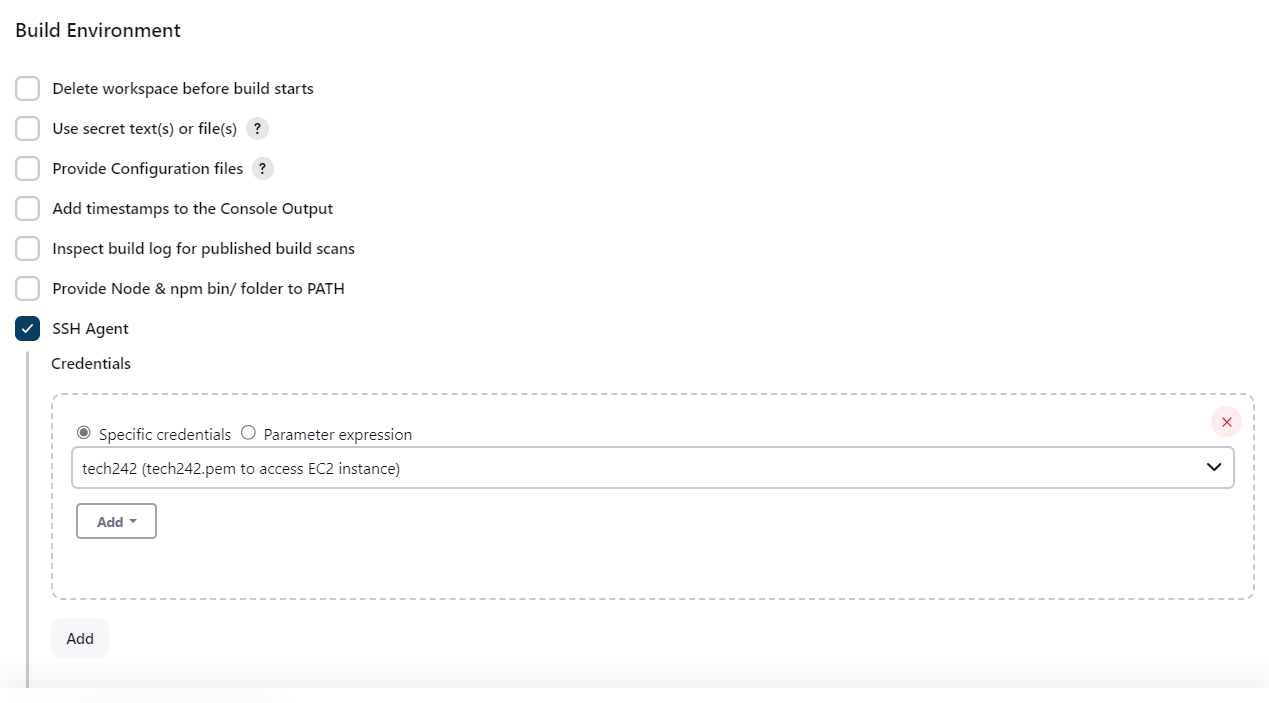 Build Environment
Delete workspace before build starts
Use secret text(s) or file(s) ?
Provide Configuration files ?
Add timestamps to the Console Output
Inspect build log for published build scans
Provide Node & npm bin/ folder to PATH
SSH Agent
Credentials
Specific credentials Parameter expression
tech242 (tech242.pem to access EC2 instance)
Add
Add